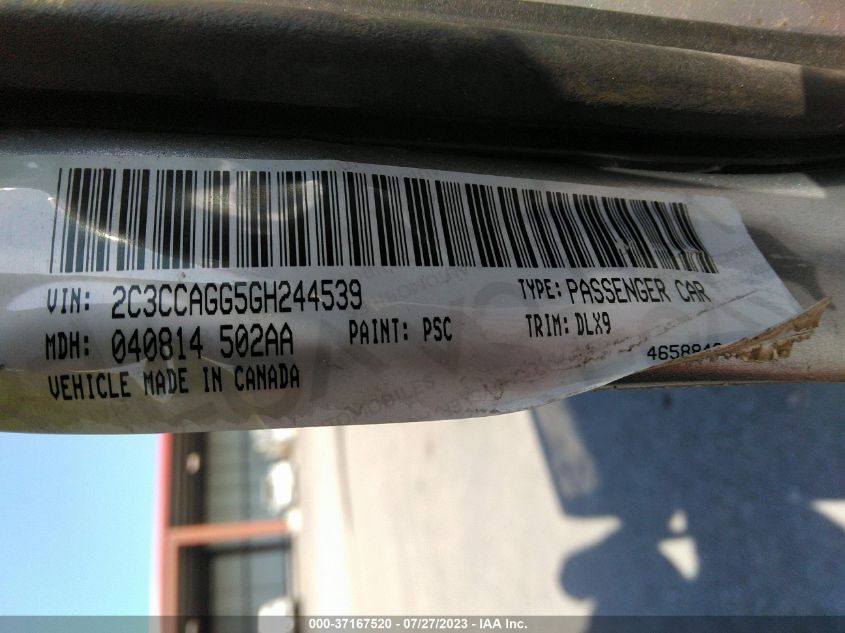 VIN: 2C3CCAGG5GH244539 TYPE: PASSENGER CAR
MDH: 040814 502AA PAINT: PSC TRIM: DLX9
VEHICLE MADE IN CANADA
000-37167520 / 07/27/2023 - IAA Inc.